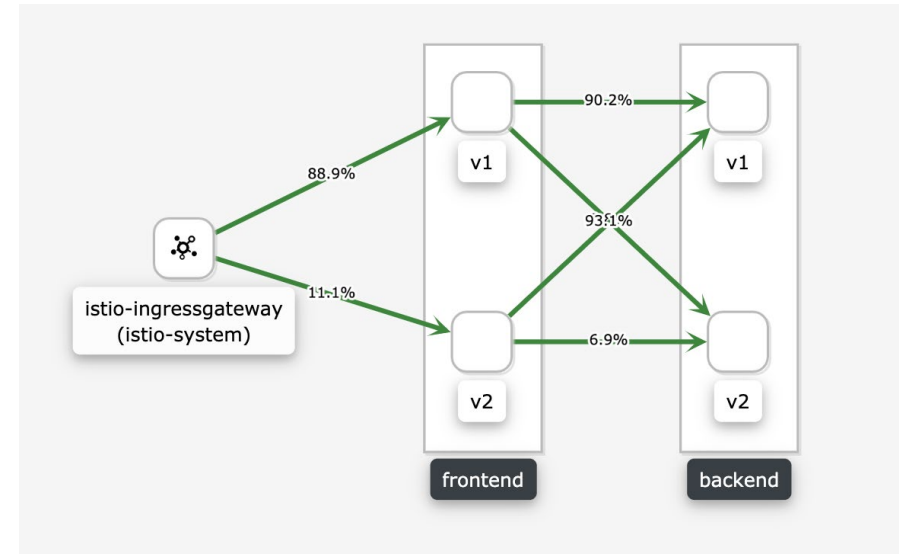 90.2%
v1
v1
88.9%
93.1%
istio-ingressgateway
(istio-system)
11.1%
6.9%
v2
v2
frontend
backend